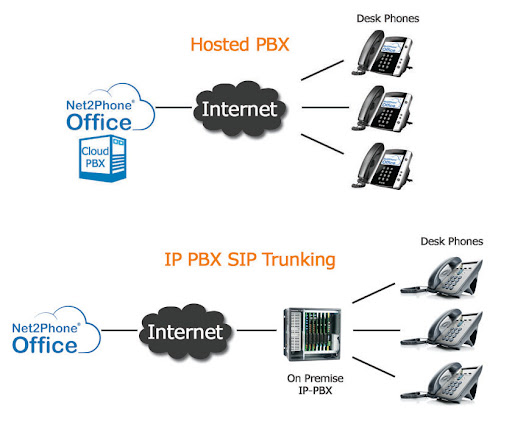 Hosted PBX
Desk Phones
Net2Phone®
Office
Cloud
PBX
Internet
IP PBX SIP Trunking
Desk Phones
Net2Phone®
Office
Internet
On Premise
IP-PBX